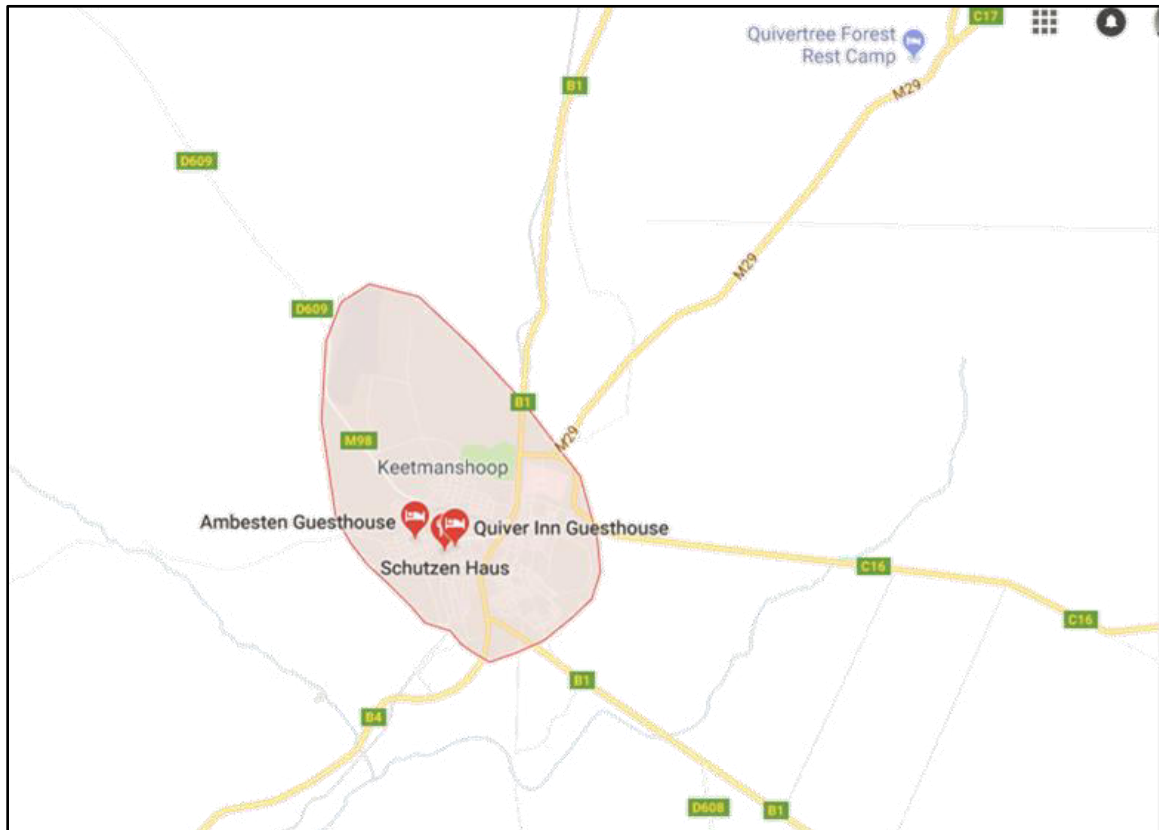 C17
Quivertree Forest
Rest Camp
B1
M29
D609
M29
D609
B1
M29
M98
Keetmanshoop
Ambesten Guesthouse
Quiver Inn Guesthouse
Schutzen Haus
C16
C16
B1
B4
D608
B1